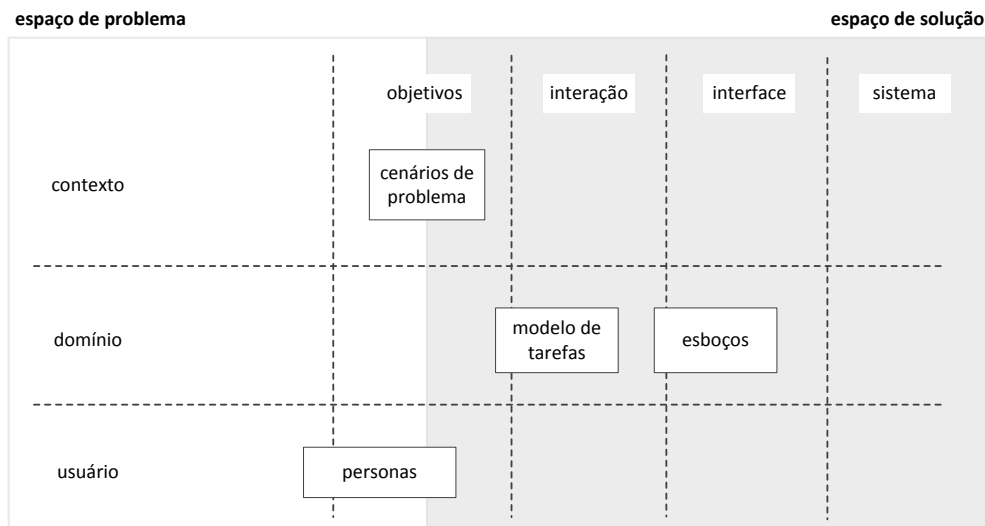 espaço de problema
espaço de solução
objetivos
interação
interface
sistema
contexto
cenários de
problema
domínio
modelo de
tarefas
esboços
usuário
personas